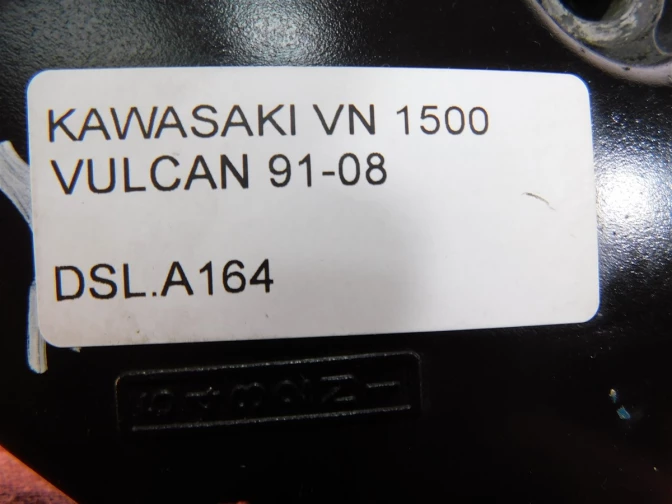 KAWASAKI VN 1500
VULCAN 91-08
DSL.A164